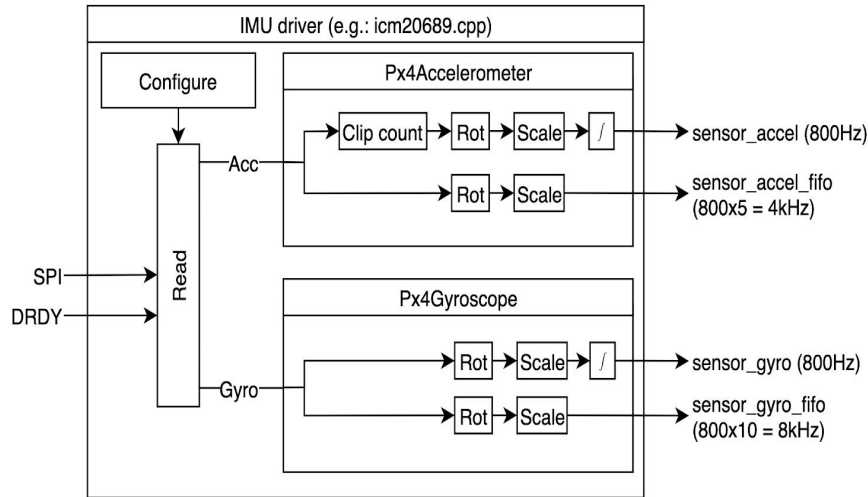 IMU driver (e.g.: icm20689.cpp)
Configure
Px4Accelerometer
Clip count
Rot
Scale
∫
sensor_accel (800Hz)
Acc
Rot
Scale
sensor_accel_fifo
(800x5 = 4kHz)
Read
SPI
DRDY
Px4Gyroscope
Rot
Scale
∫
sensor_gyro (800Hz)
Gyro
Rot
Scale
sensor_gyro_fifo
(800x10 = 8kHz)